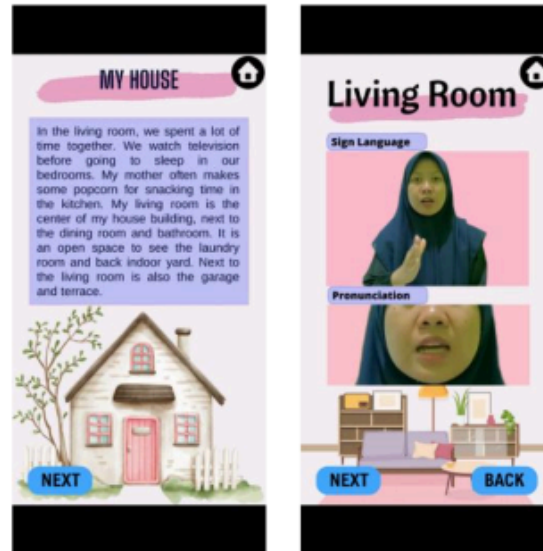 MY HOUSE
In the living room, we spent a lot of
time together. We watch television
before going to sleep in our
bedrooms. My mother often makes
some popcorn for snacking time in
the kitchen. My living room is the
center of my house building, next to
the dining room and bathroom. It is
an open space to see the laundry
room and back indoor yard. Next to
the living room is also the garage
and terrace.
NEXT
Living Room
Sign Language
Pronunciation
NEXT
BACK